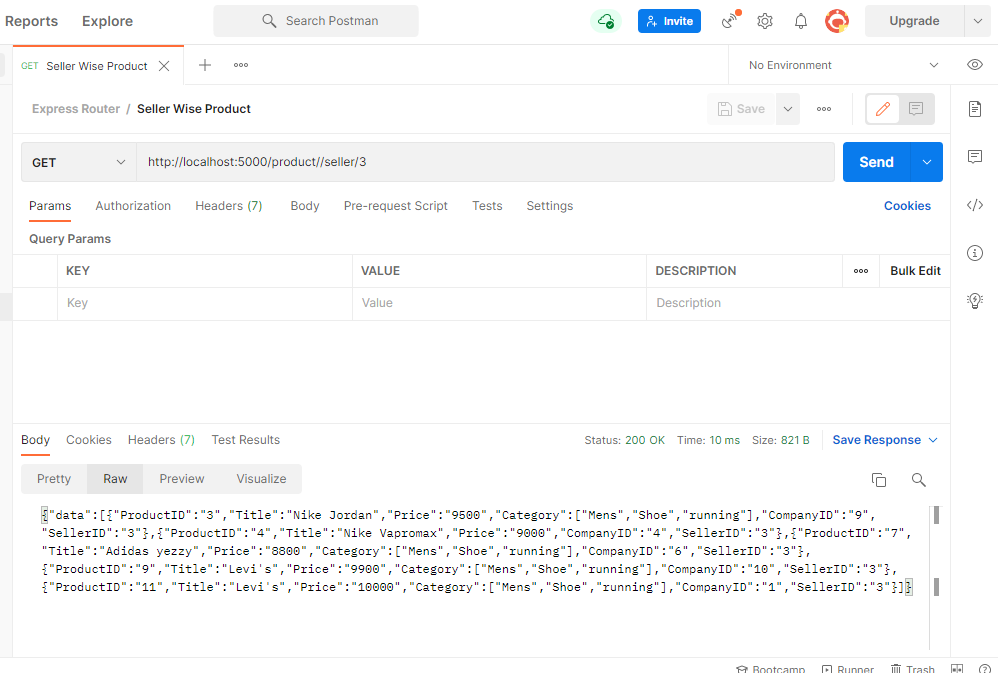 Reports Explore Search Postman Invite Upgrade
GET Seller Wise Product No Environment
Express Router / Seller Wise Product Save
GET http://localhost:5000/product//seller/3 Send
Params Authorization Headers (7) Body Pre-request Script Tests Settings Cookies
Query Params
KEY VALUE DESCRIPTION Bulk Edit
Key Value Description
Body Cookies Headers (7) Test Results Status: 200 OK Time: 10 ms Size: 821 B Save Response
Pretty Raw Preview Visualize
{"data":[{"ProductID":"3","Title":"Nike Jordan","Price":"9500","Category":["Mens","Shoe","running"],"CompanyID":"9",
"SellerID":"3"},{"ProductID":"4","Title":"Nike Vapromax","Price":"9000","CompanyID":"4","SellerID":"3"},{"ProductID":"7",
"Title":"Adidas yezzy","Price":"8800","Category":["Mens","Shoe","running"],"CompanyID":"6","SellerID":"3"},
{"ProductID":"9","Title":"Levi's","Price":"9900","Category":["Mens","Shoe","running"],"CompanyID":"10","SellerID":"3"},
{"ProductID":"11","Title":"Levi's","Price":"10000","Category":["Mens","Shoe","running"],"CompanyID":"1","SellerID":"3"}]}
Bootcamp Runner Trash